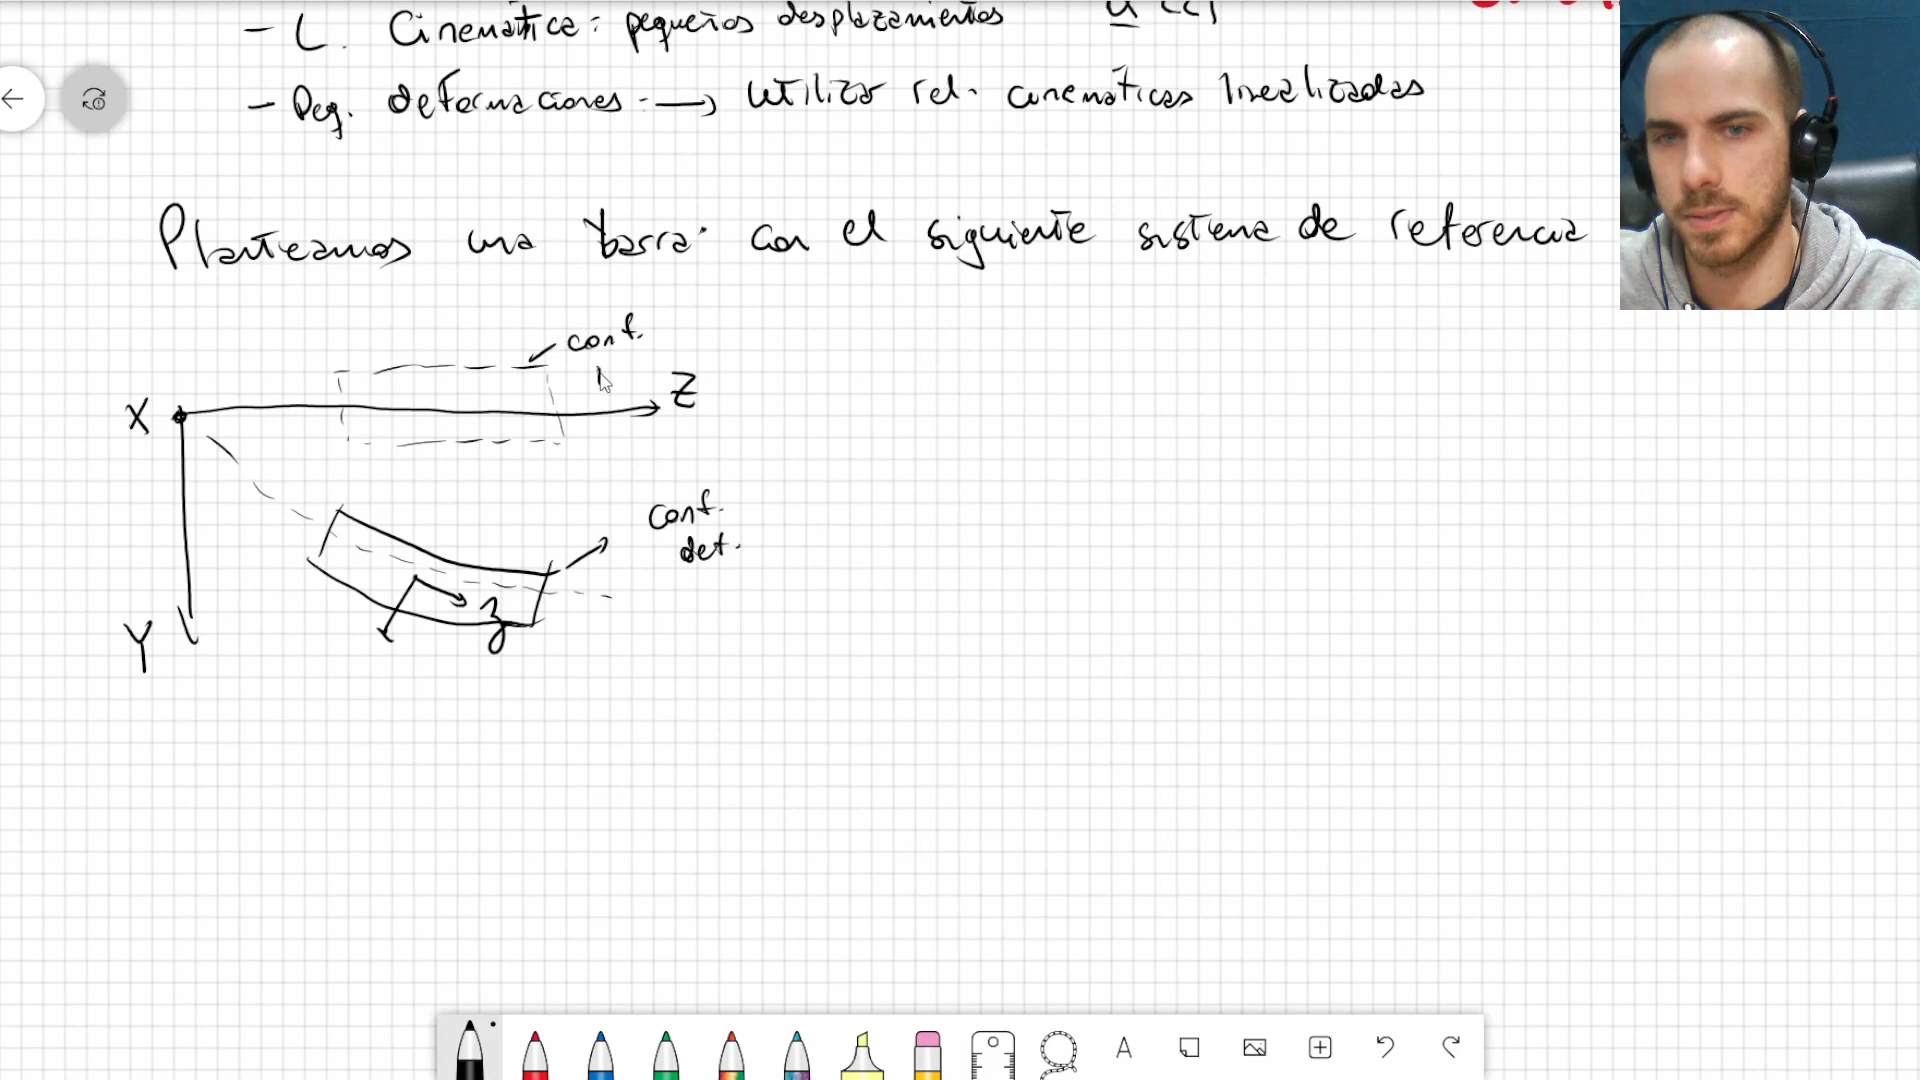 - L. Cinemática: pequeños desplazamientos u <<1
- Peq. deformaciones: → Utilizar rel. cinemáticas linealizadas
Planteamos una barra con el siguiente sistema de referencia
conf.
X Z
conf.
def.
z
Y
A